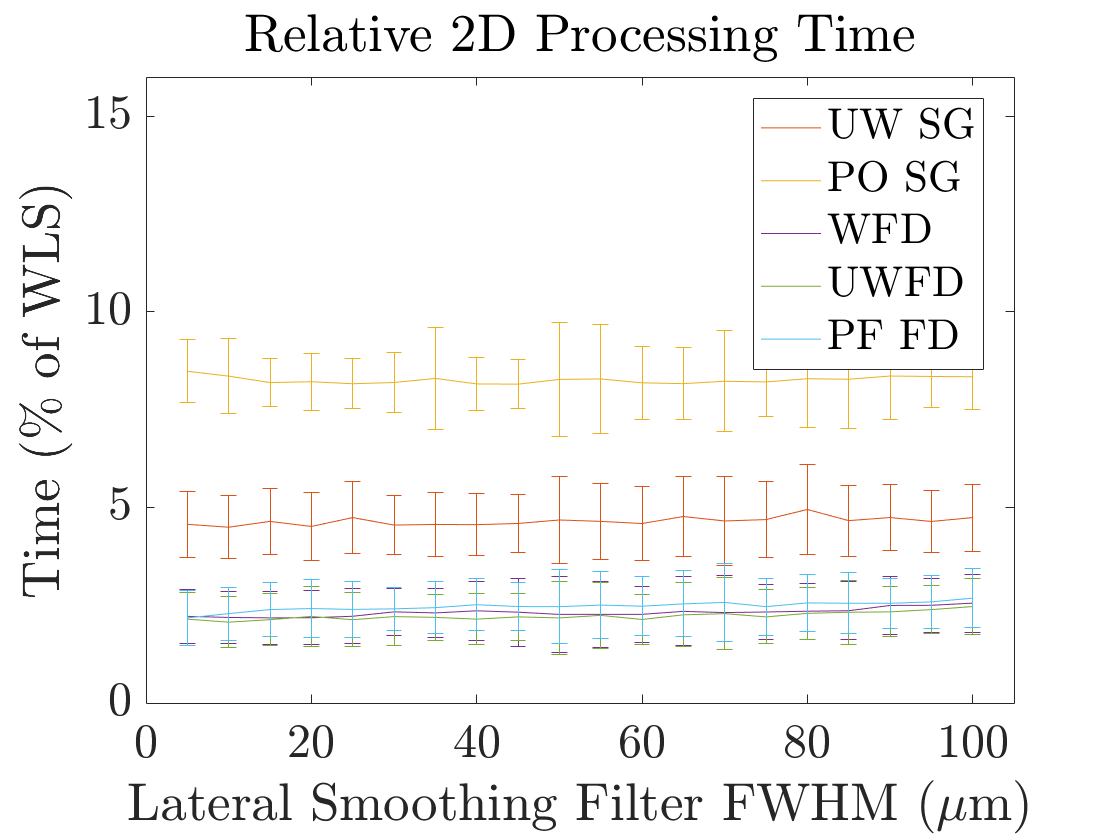 Relative 2D Processing Time
Time (% of WLS)
15
10
5
0
UW SG
PO SG
WFD
UWFD
PF FD
0 20 40 60 80 100
Lateral Smoothing Filter FWHM (μm)